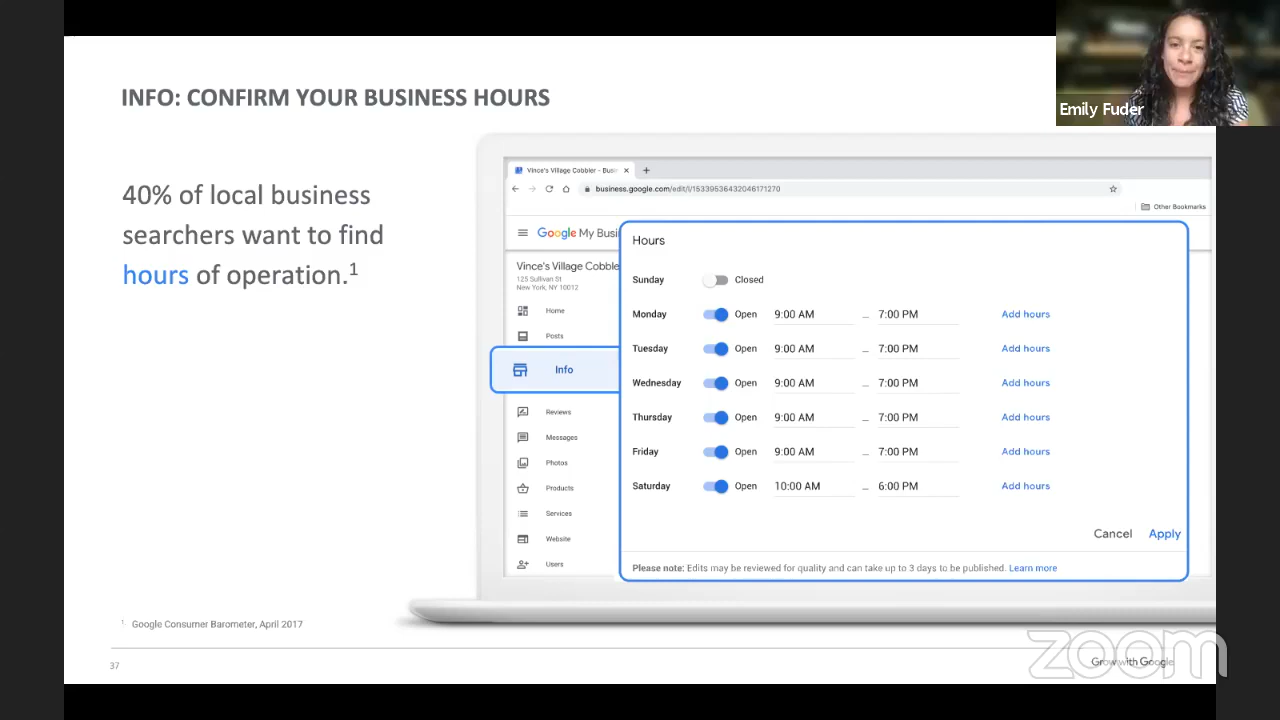 INFO: CONFIRM YOUR BUSINESS HOURS
Emily Fuder
40% of local business
searchers want to find
hours of operation.1
Vince's Village Cobbler - Busi
business.google.com/edit/l/15339536432046171270
Other Bookmarks
Google My Busi
Vince's Village Cobble
125 Sullivan St
New York, NY 10012
Home
Posts
Info
Reviews
Messages
Photos
Products
Services
Website
Users
Hours
Sunday Closed
Monday Open 9:00 AM – 7:00 PM Add hours
Tuesday Open 9:00 AM – 7:00 PM Add hours
Wednesday Open 9:00 AM – 7:00 PM Add hours
Thursday Open 9:00 AM – 7:00 PM Add hours
Friday Open 9:00 AM – 7:00 PM Add hours
Saturday Open 10:00 AM – 6:00 PM Add hours
Cancel Apply
Please note: Edits may be reviewed for quality and can take up to 3 days to be published. Learn more
1 Google Consumer Barometer, April 2017
37
Grow with Google
zoom